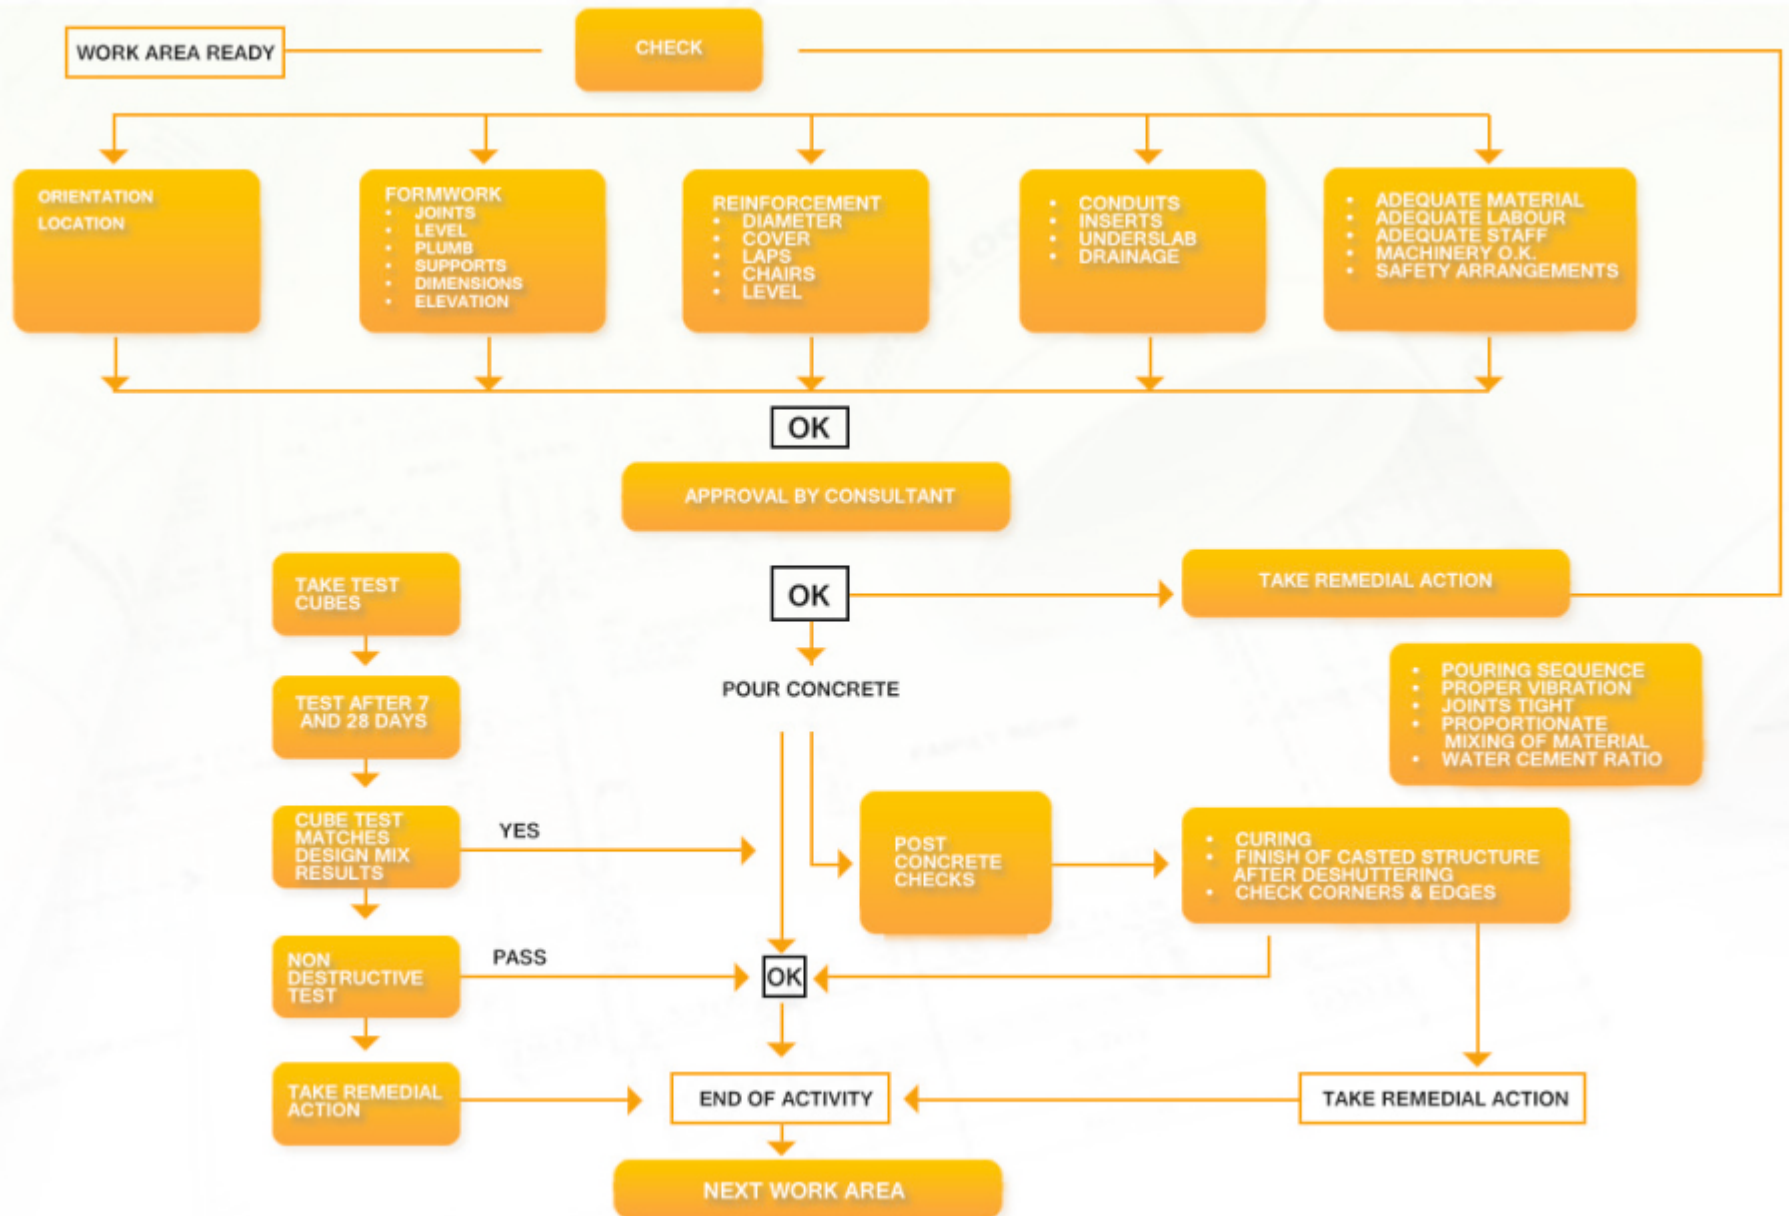 WORK AREA READY
CHECK
ORIENTATION
LOCATION
FORMWORK
• JOINTS
• LEVEL
• PLUMB
• SUPPORTS
• DIMENSIONS
• ELEVATION
REINFORCEMENT
• DIAMETER
• COVER
• LAPS
• CHAIRS
• LEVEL
• CONDUITS
• INSERTS
• UNDERSLAB
• DRAINAGE
• ADEQUATE MATERIAL
• ADEQUATE LABOUR
• ADEQUATE STAFF
• MACHINERY O.K.
• SAFETY ARRANGEMENTS
OK
APPROVAL BY CONSULTANT
TAKE TEST
CUBES
OK
TAKE REMEDIAL ACTION
TEST AFTER 7
AND 28 DAYS
POUR CONCRETE
• POURING SEQUENCE
• PROPER VIBRATION
• JOINTS TIGHT
• PROPORTIONATE
MIXING OF MATERIAL
• WATER CEMENT RATIO
CUBE TEST
MATCHES
DESIGN MIX
RESULTS
YES
POST
CONCRETE
CHECKS
• CURING
• FINISH OF CASTED STRUCTURE
AFTER DESHUTTERING
• CHECK CORNERS & EDGES
NON
DESTRUCTIVE
TEST
PASS
OK
TAKE REMEDIAL
ACTION
END OF ACTIVITY
TAKE REMEDIAL ACTION
NEXT WORK AREA